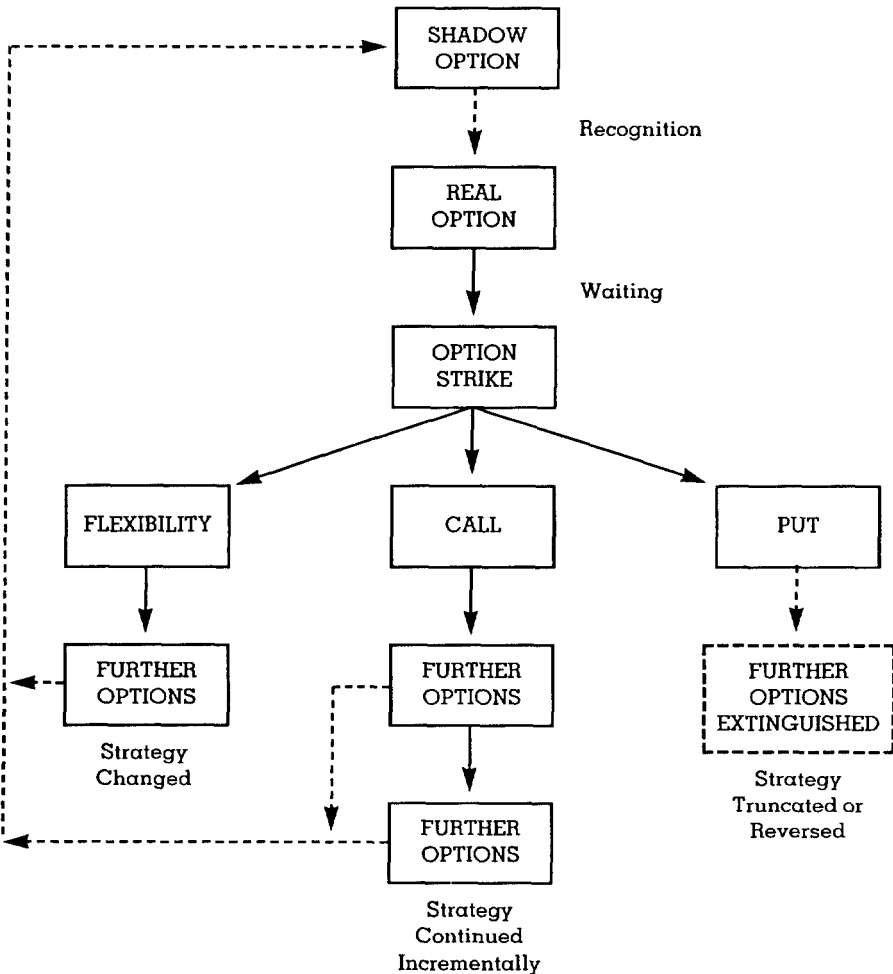 SHADOW
OPTION
Recognition
REAL
OPTION
Waiting
OPTION
STRIKE
FLEXIBILITY
CALL
PUT
FURTHER
OPTIONS
FURTHER
OPTIONS
FURTHER
OPTIONS
EXTINGUISHED
Strategy
Changed
Strategy
Truncated or
Reversed
FURTHER
OPTIONS
Strategy
Continued
Incrementally